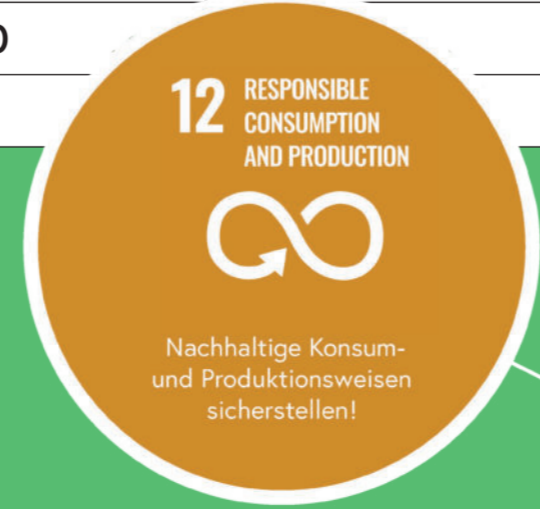 12 RESPONSIBLE
CONSUMPTION
AND PRODUCTION
Nachhaltige Konsum-
und Produktionsweisen
sicherstellen!